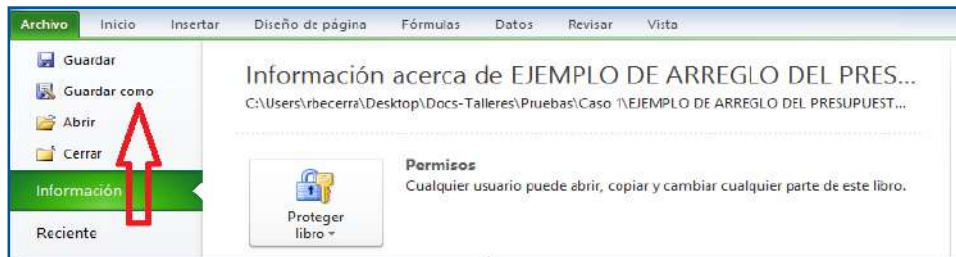 Archivo Inicio Insertar Diseño de página Fórmulas Datos Revisar Vista
Guardar
Guardar como
Abrir
Cerrar
Información
Reciente
Información acerca de EJEMPLO DE ARREGLO DEL PRES...
C:\Users\rbecerra\Desktop\Docs-Talleres\Pruebas\Caso 1\EJEMPLO DE ARREGLO DEL PRESUPUEST...
Proteger
libro
Permisos
Cualquier usuario puede abrir, copiar y cambiar cualquier parte de este libro.